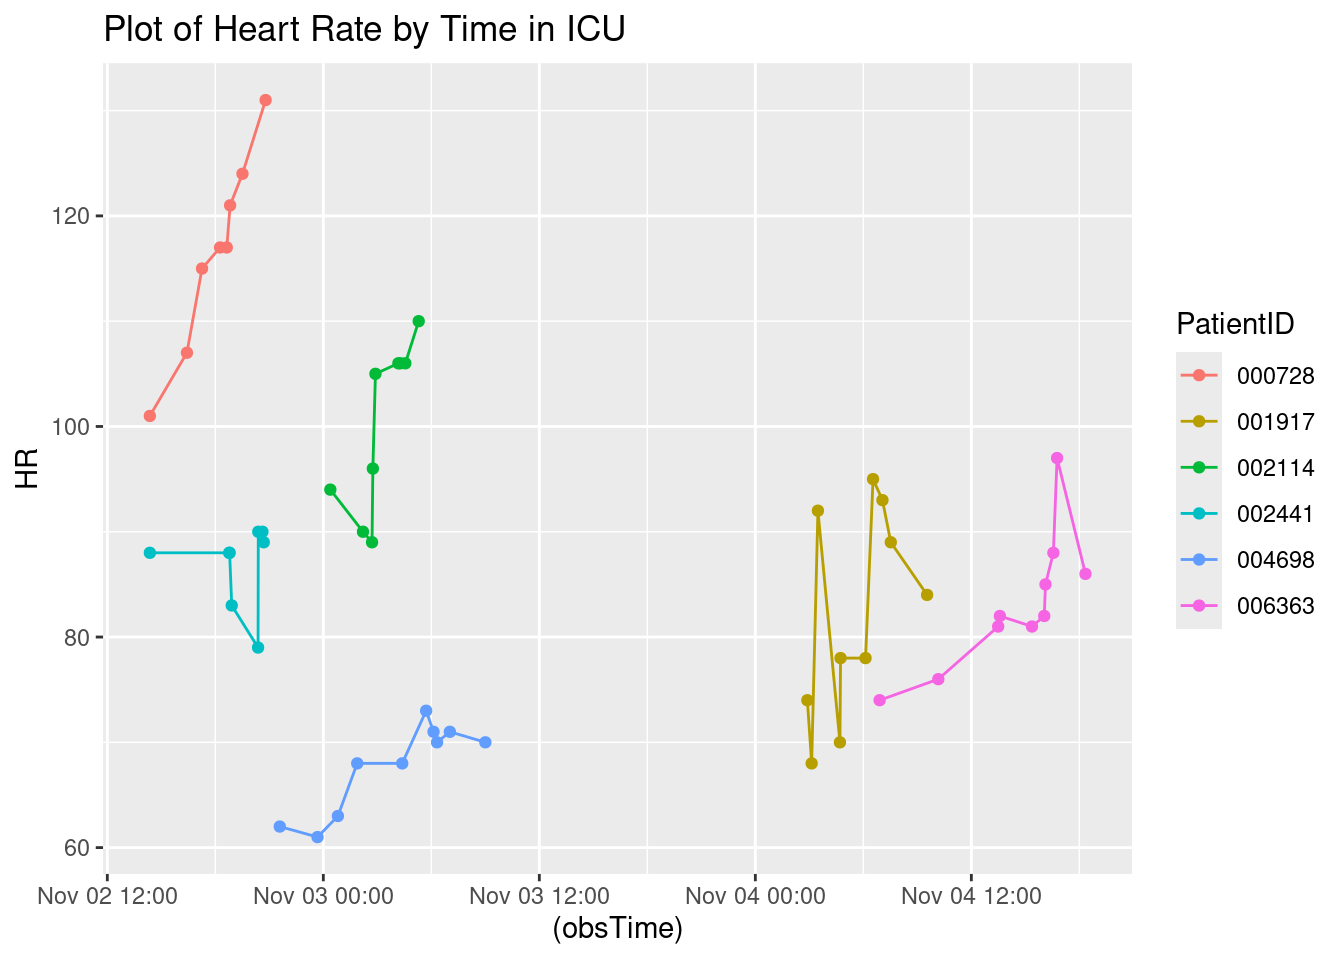 Plot of Heart Rate by Time in ICU
HR
120
100
80
60
Nov 02 12:00
Nov 03 00:00
Nov 03 12:00
Nov 04 00:00
Nov 04 12:00
(obsTime)
PatientID
000728
001917
002114
002441
004698
006363